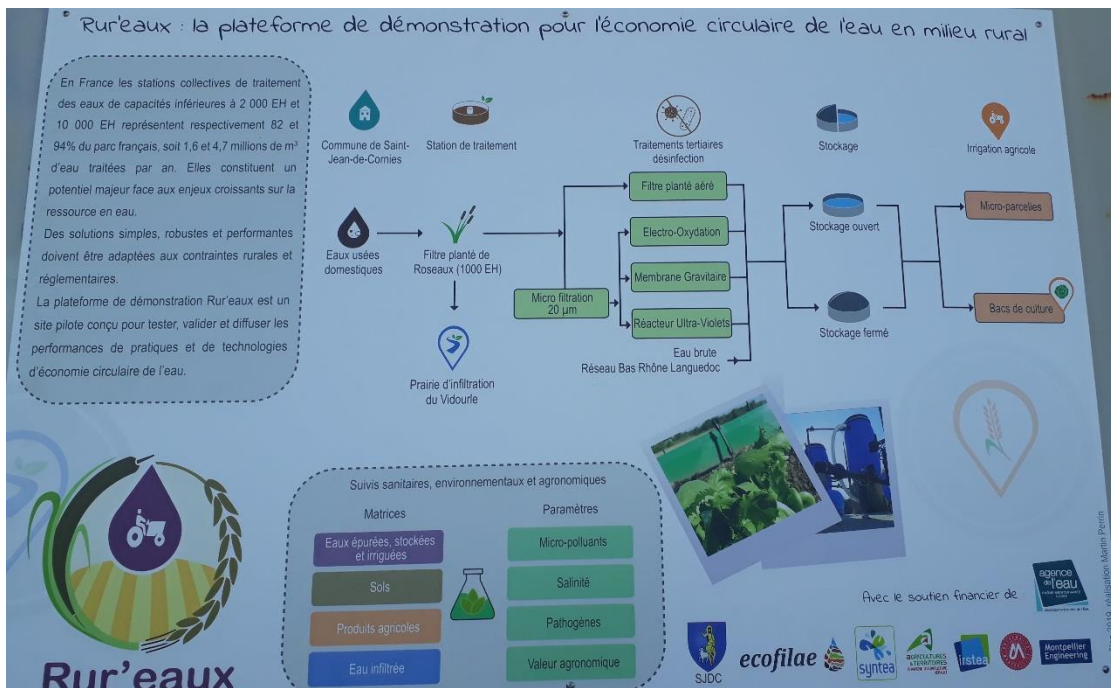 Rur'eaux : la plateforme de démonstration pour l'économie circulaire de l'eau en milieu rural
En France les stations collectives de traitement
des eaux de capacités inférieures à 2 000 EH et
10 000 EH représentent respectivement 82 et
94% du parc français, soit 1,6 et 4,7 millions de m³
d'eau traitées par an. Elles constituent un
potentiel majeur face aux enjeux croissants sur la
ressource en eau.
Des solutions simples, robustes et performantes
doivent être adaptées aux contraintes rurales et
réglementaires.
La plateforme de démonstration Rur'eaux est un
site pilote conçu pour tester, valider et diffuser les
performances de pratiques et de technologies
d'économie circulaire de l'eau.
Commune de Saint-
Jean-de-Cornies
Station de traitement
Traitements tertiaires
désinfection
Stockage
Irrigation agricole
Eaux usées
domestiques
Filtre planté de
Roseaux (1000 EH)
Prairie d'infiltration
du Vidourle
Micro filtration
20 µm
Filtre planté aéré
Electro-Oxydation
Membrane Gravitaire
Réacteur Ultra-Violets
Eau brute
Réseau Bas Rhône Languedoc
Stockage ouvert
Stockage fermé
Micro-parcelles
Bacs de culture
Suivis sanitaires, environnementaux et agronomiques
Matrices
Eaux épurées, stockées
et irriguées
Sols
Produits agricoles
Eau infiltrée
Paramètres
Micro-polluants
Salinité
Pathogènes
Valeur agronomique
Rur'eaux
Avec le soutien financier de :
agence
de l'eau
SJDC
ecofilae
syntea
AGRICULTURES
& TERRITOIRES
irstea
Montpellier
Engineering
2019, réalisation Martin Perrin